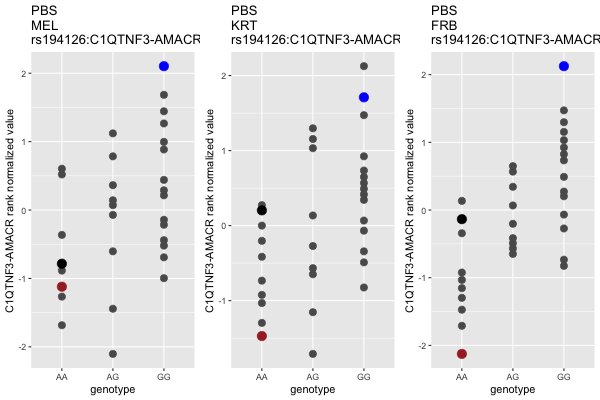 PBS
MEL
rs194126:C1QTNF3-AMACR
C1QTNF3-AMACR rank normalized value
2
1
0
-1
-2
AA
AG
GG
genotype
PBS
KRT
rs194126:C1QTNF3-AMACR
C1QTNF3-AMACR rank normalized value
2
1
0
-1
AA
AG
GG
genotype
PBS
FRB
rs194126:C1QTNF3-AMACR
C1QTNF3-AMACR rank normalized value
2
1
0
-1
-2
AA
AG
GG
genotype